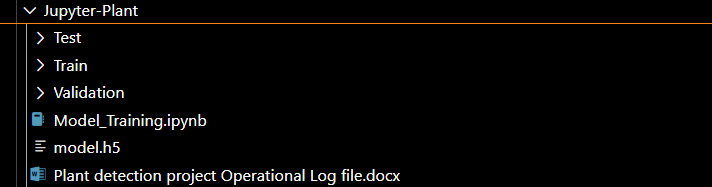 Jupyter-Plant
Test
Train
Validation
Model_Training.ipynb
model.h5
Plant detection project Operational Log file.docx